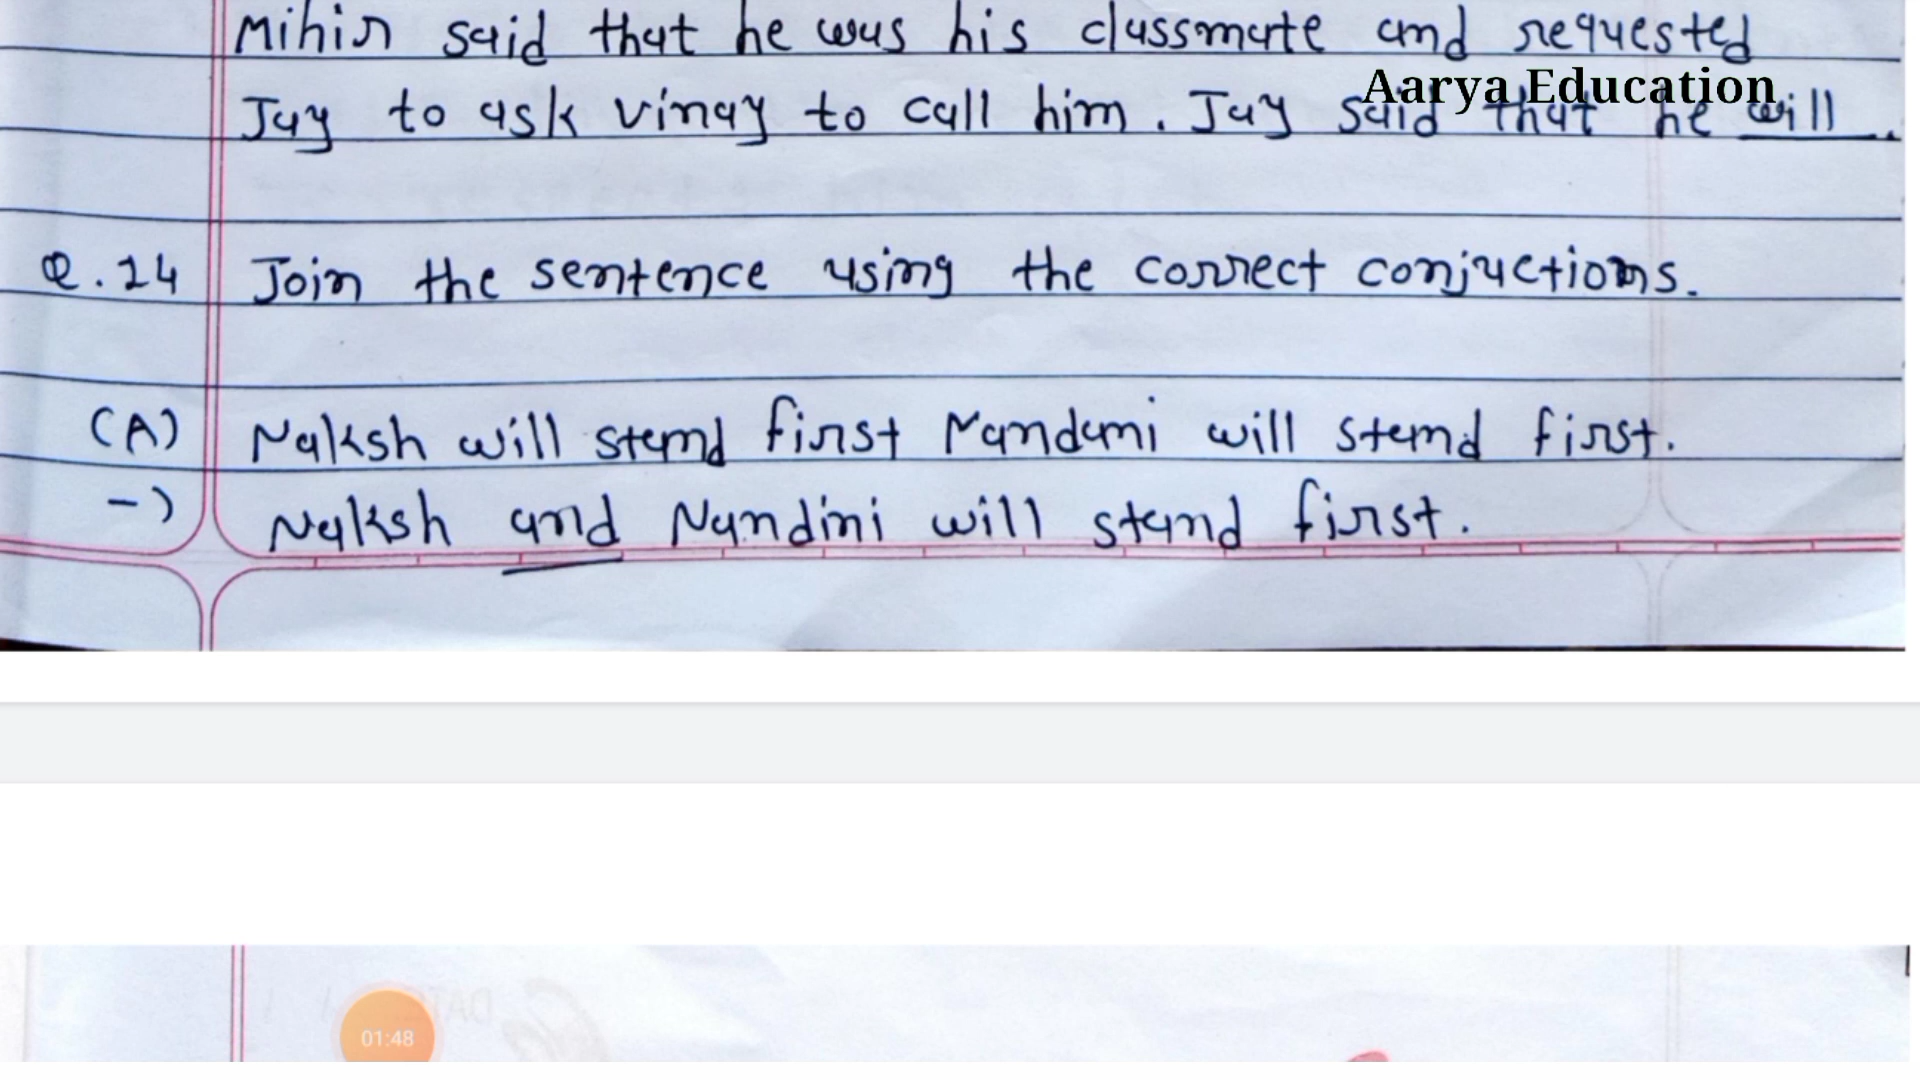 Mihir said that he was his classmate and requested
Aarya Education
Jay to ask vinay to call him. Jay said that he will.
Q.14 Join the sentence using the correct conjuctions.
(A) Naksh will stand first Nandani will stand first.
-) Naksh and Nandini will stand first.
DATE
01:48